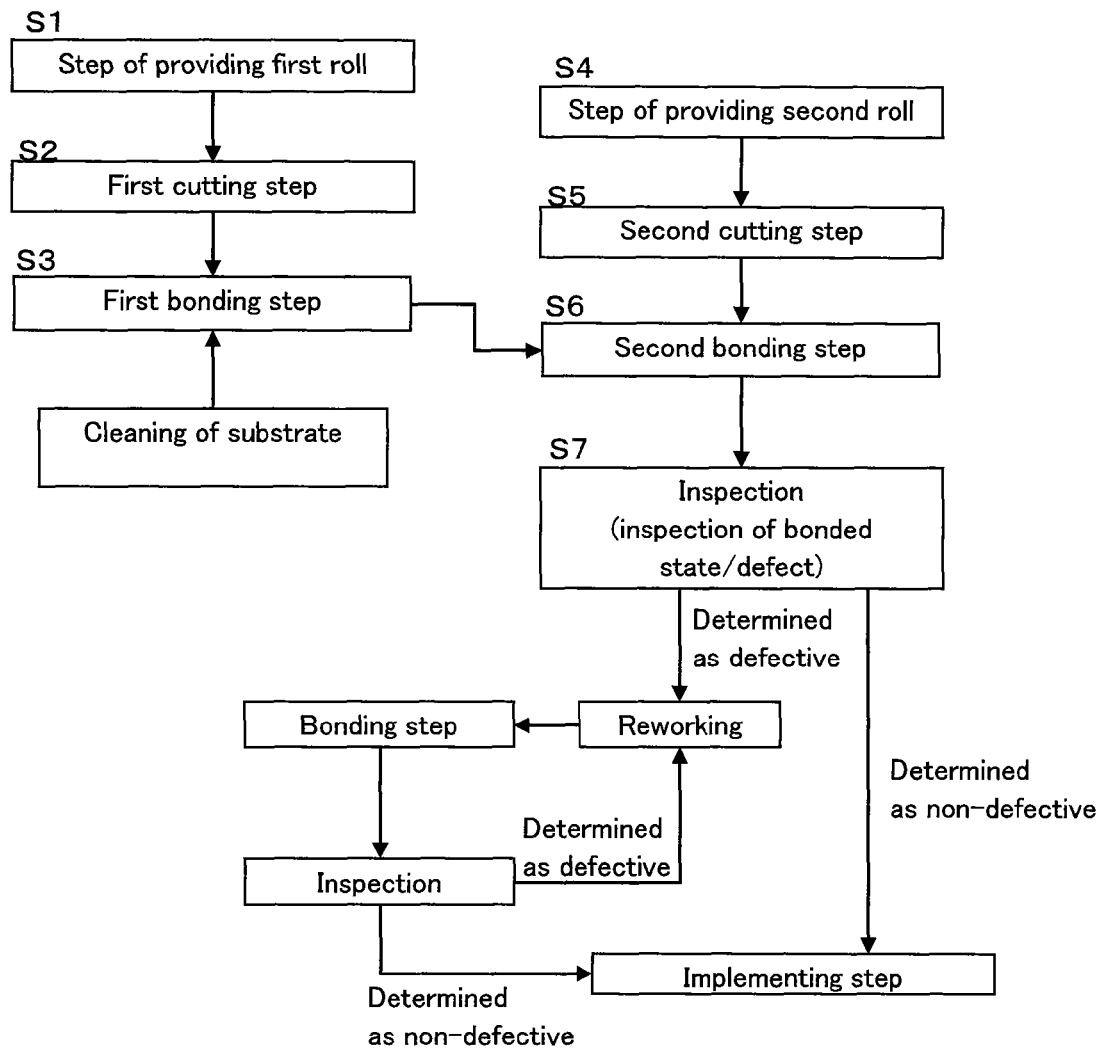 S1
Step of providing first roll
S2
First cutting step
S3
First bonding step
Cleaning of substrate
S4
Step of providing second roll
S5
Second cutting step
S6
Second bonding step
S7
Inspection
(inspection of bonded
state/defect)
Determined
as defective
Bonding step
Reworking
Determined
as non-defective
Determined
as defective
Inspection
Implementing step
Determined
as non-defective